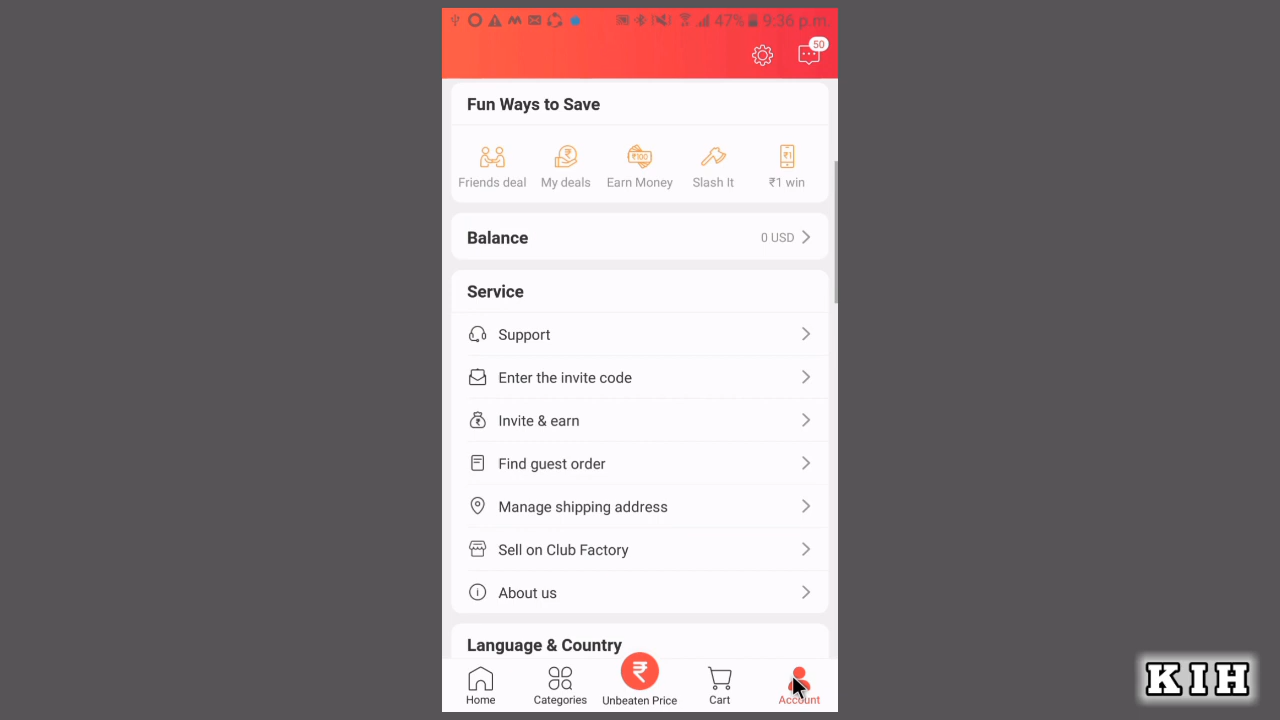 47% 9:36 p.m.
50
Fun Ways to Save
₹100 ₹1
Friends deal My deals Earn Money Slash It ₹1 win
Balance 0 USD
Service
Support
Enter the invite code
Invite & earn
Find guest order
Manage shipping address
Sell on Club Factory
About us
Language & Country
Home Categories Unbeaten Price Cart Account
KIH